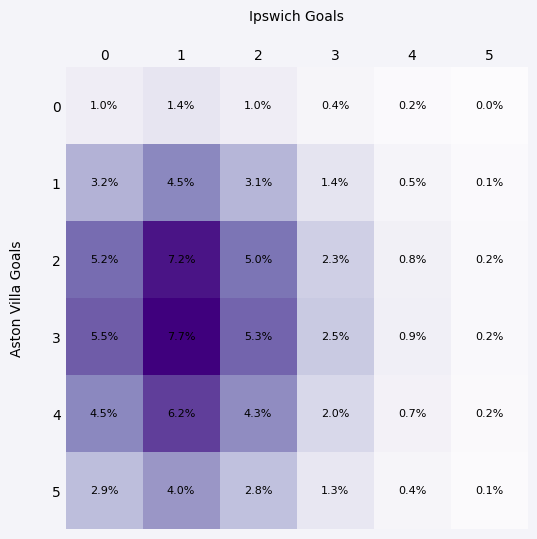 Ipswich Goals
0 1 2 3 4 5
0 1.0% 1.4% 1.0% 0.4% 0.2% 0.0%
1 3.2% 4.5% 3.1% 1.4% 0.5% 0.1%
2 5.2% 7.2% 5.0% 2.3% 0.8% 0.2%
3 5.5% 7.7% 5.3% 2.5% 0.9% 0.2%
4 4.5% 6.2% 4.3% 2.0% 0.7% 0.2%
5 2.9% 4.0% 2.8% 1.3% 0.4% 0.1%
Aston Villa Goals